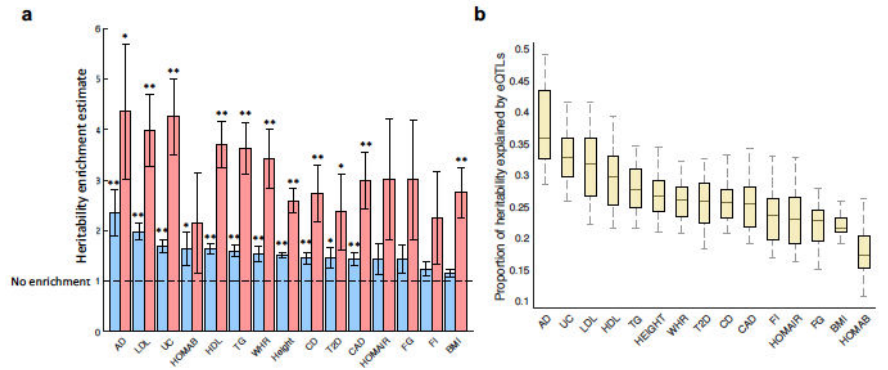 a
b
Heritability enrichment estimate
6
5
4
3
2
1
0
No enrichment
* ** ** ** ** ** ** * ** **
** ** ** * ** ** ** ** ** * **
AD LDL UC HOMAB HDL TG WHR Height CD T2D CAD HOMAIR FG FI BMI
Proportion of heritability explained by eQTLs
0.5
0.45
0.4
0.35
0.3
0.25
0.2
0.15
0.1
AD UC LDL HDL TG HEIGHT WHR T2D CD CAD FI HOMAIR FG BMI HOMAB